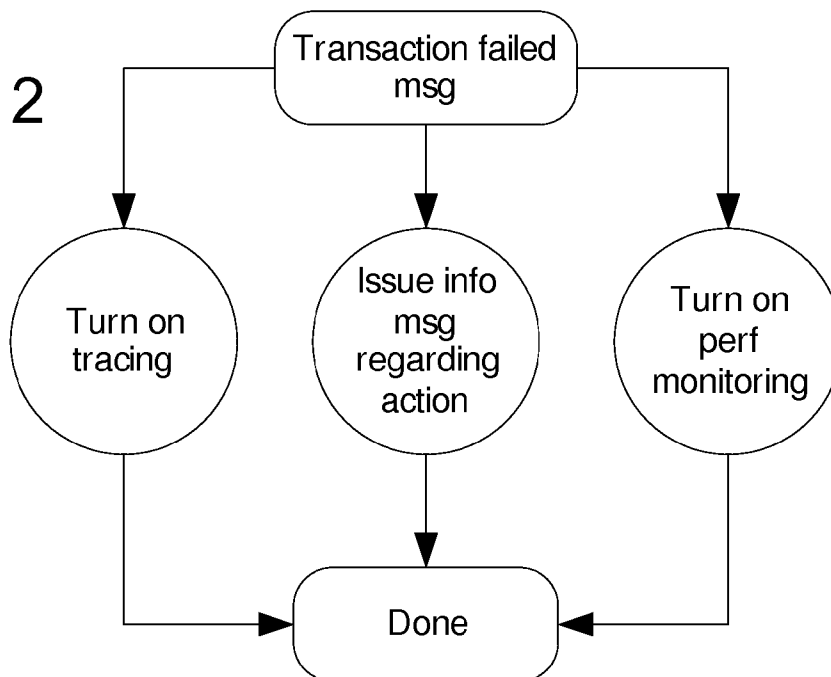 2
Transaction failed
msg
Turn on
tracing
Issue info
msg
regarding
action
Turn on
perf
monitoring
Done